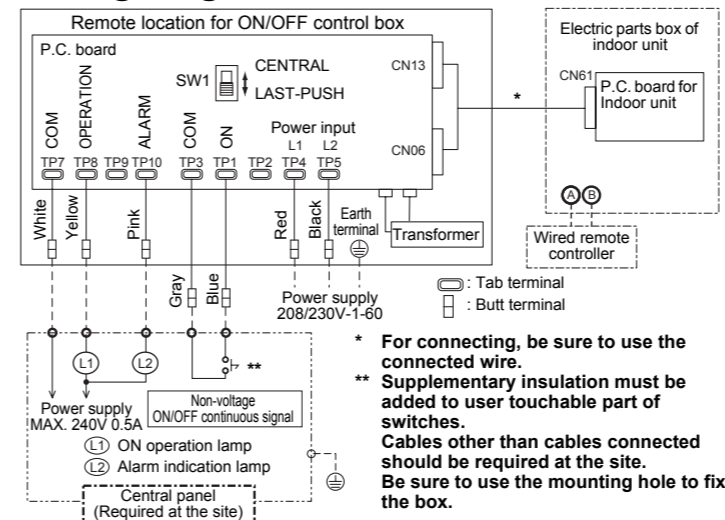 Remote location for ON/OFF control box
P.C. board
SW1
CENTRAL
LAST-PUSH
CN13
CN06
COM
OPERATION
ALARM
COM
ON
Power input
L1 L2
TP7 TP8 TP9 TP10 TP3 TP1 TP2 TP4 TP5
White
Yellow
Pink
Gray
Blue
Red
Black
Earth
terminal
Transformer
Power supply
208/230V-1-60
*
Electric parts box of
indoor unit
CN61
P.C. board for
Indoor unit
A B
Wired remote
controller
: Tab terminal
: Butt terminal
L1 L2
**
Power supply
MAX. 240V 0.5A
Non-voltage
ON/OFF continuous signal
L1 ON operation lamp
L2 Alarm indication lamp
Central panel
(Required at the site)
* For connecting, be sure to use the
connected wire.
** Supplementary insulation must be
added to user touchable part of
switches.
Cables other than cables connected
should be required at the site.
Be sure to use the mounting hole to fix
the box.